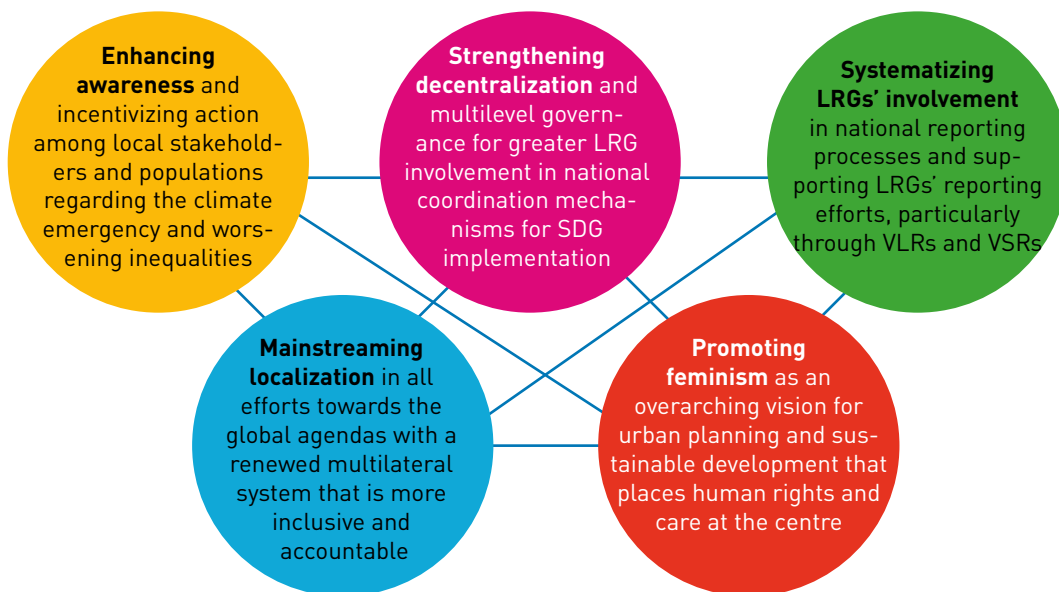 Enhancing
awareness and
incentivizing action
among local stakehold-
ers and populations
regarding the climate
emergency and wors-
ening inequalities
Strengthening
decentralization and
multilevel govern-
ance for greater LRG
involvement in national
coordination mecha-
nisms for SDG
implementation
Systematizing
LRGs’ involvement
in national reporting
processes and sup-
porting LRGs’ reporting
efforts, particularly
through VLRs and VSRs
Mainstreaming
localization in all
efforts towards the
global agendas with a
renewed multilateral
system that is more
inclusive and
accountable
Promoting
feminism as an
overarching vision for
urban planning and sus-
tainable development that
places human rights and
care at the centre